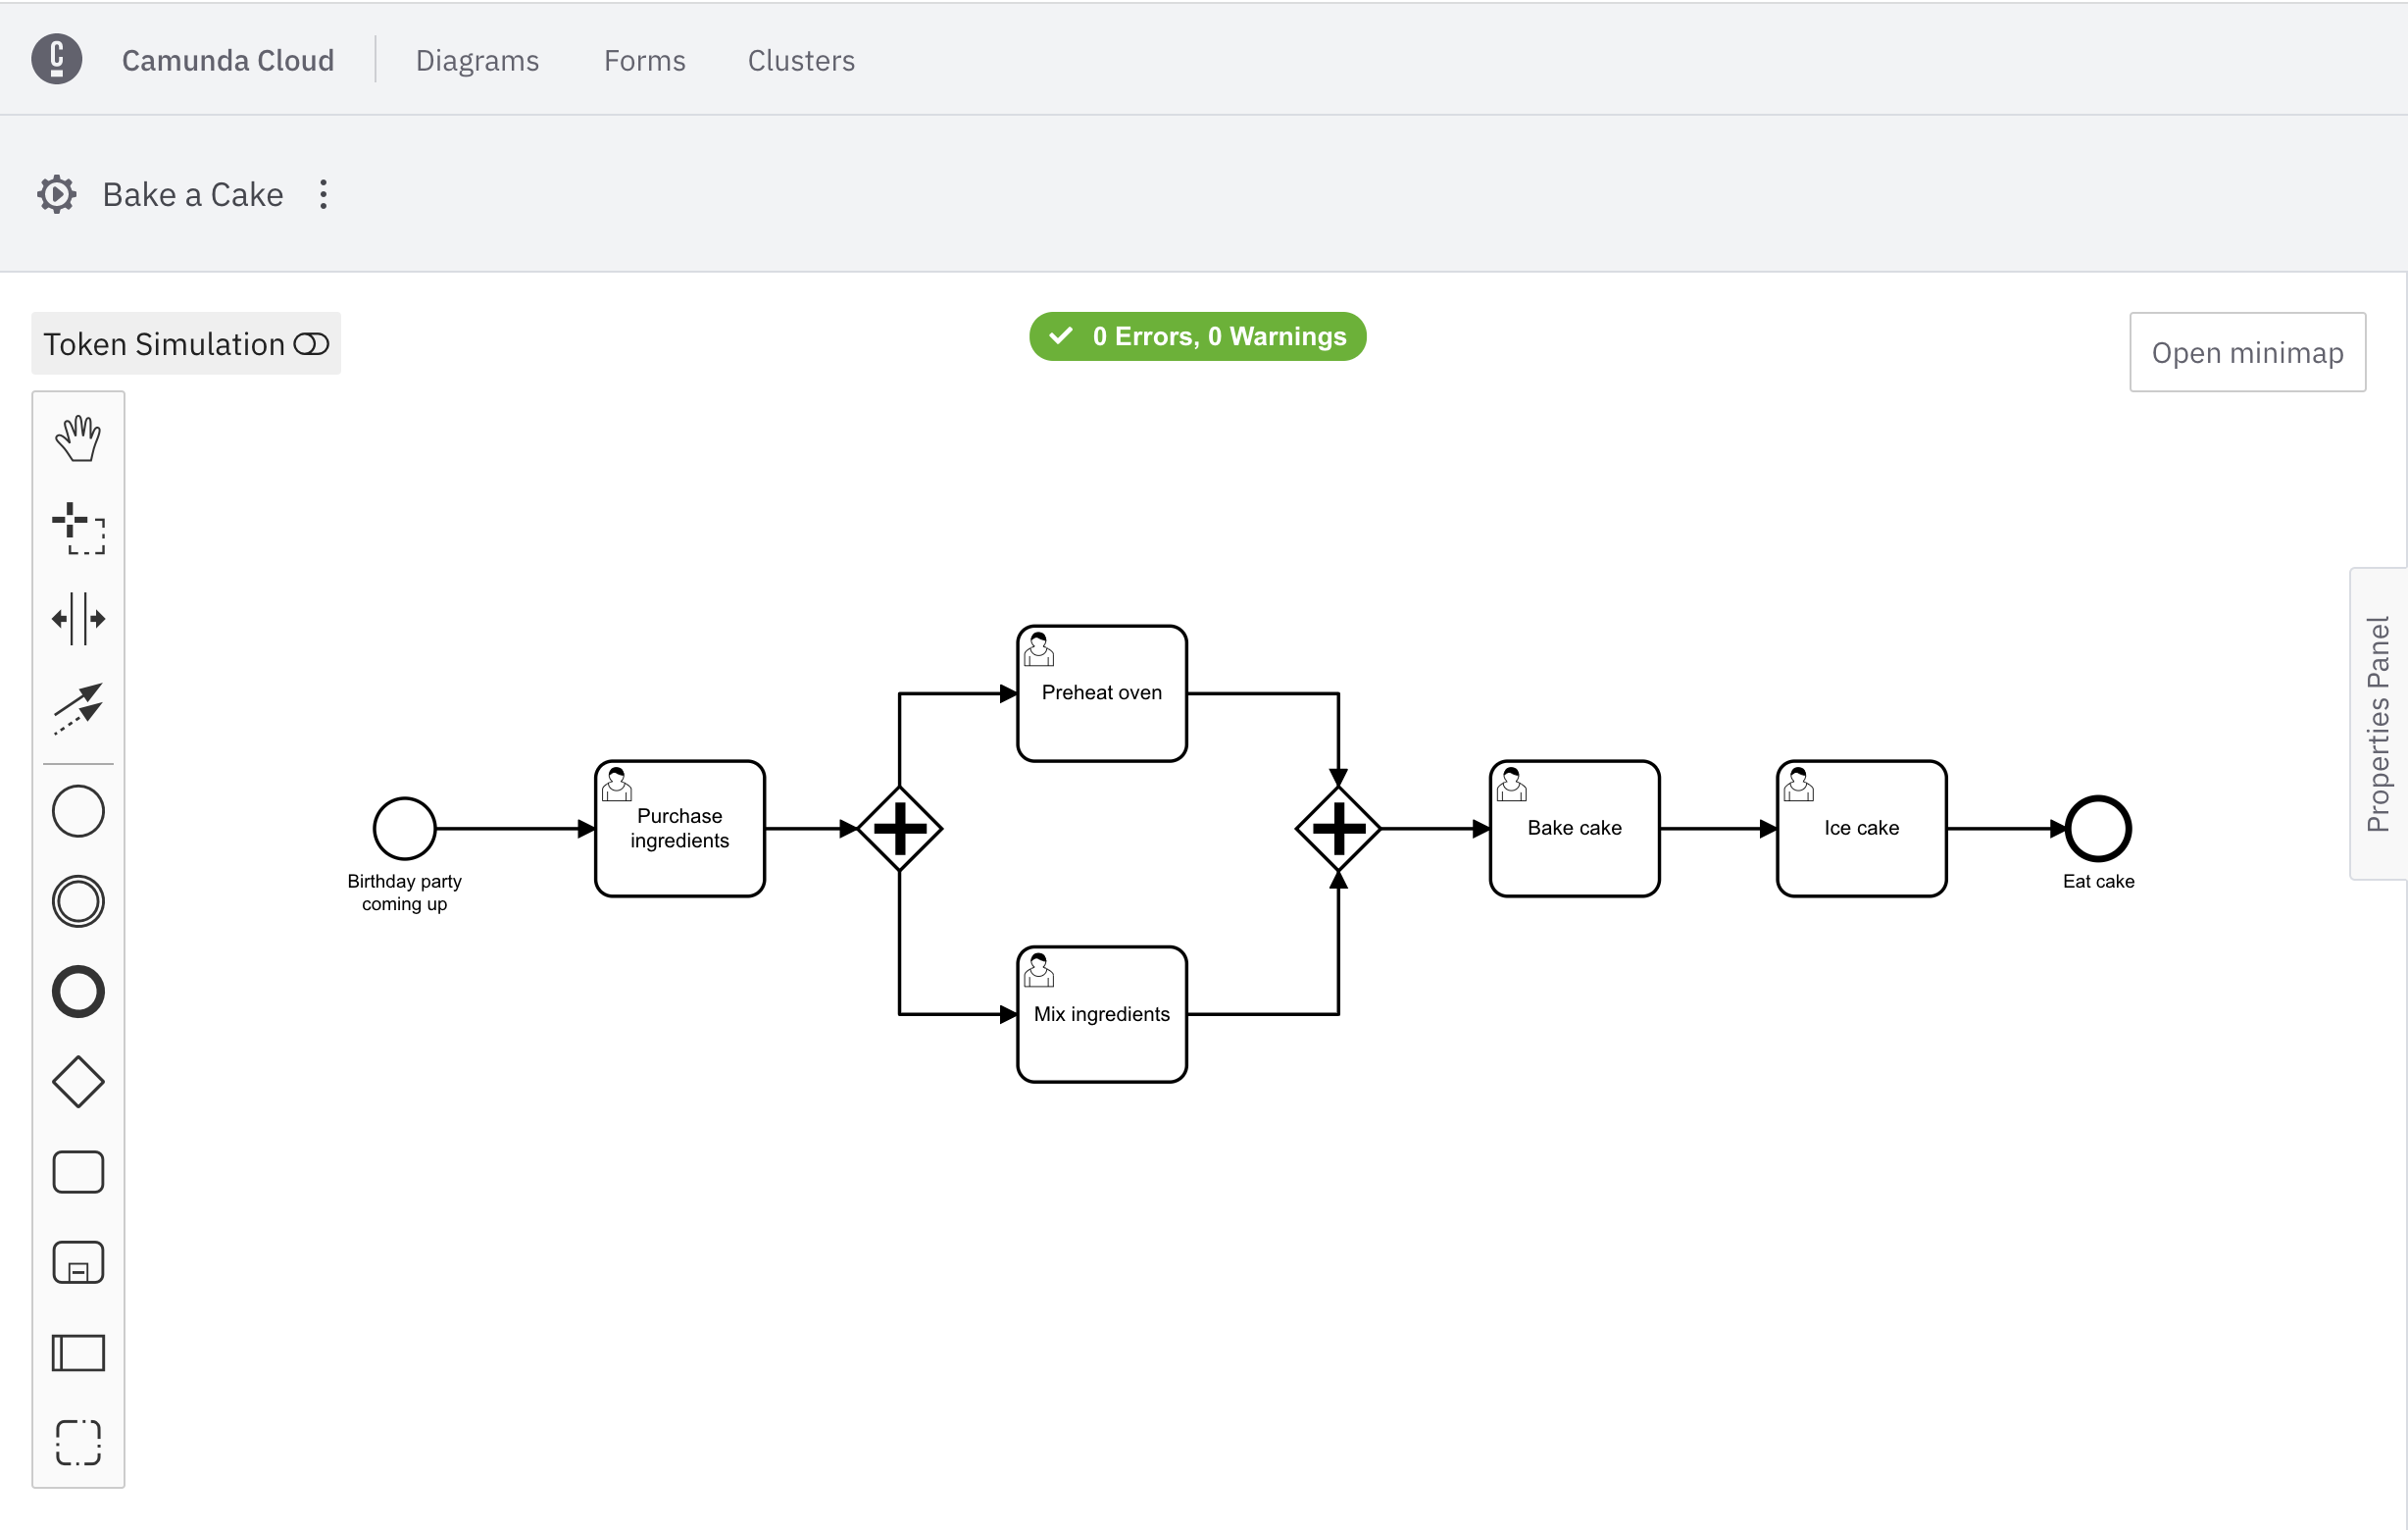 Camunda Cloud
Diagrams
Forms
Clusters
Bake a Cake
Token Simulation
0 Errors, 0 Warnings
Open minimap
Properties Panel
Birthday party
coming up
Purchase
ingredients
Preheat oven
Mix ingredients
Bake cake
Ice cake
Eat cake